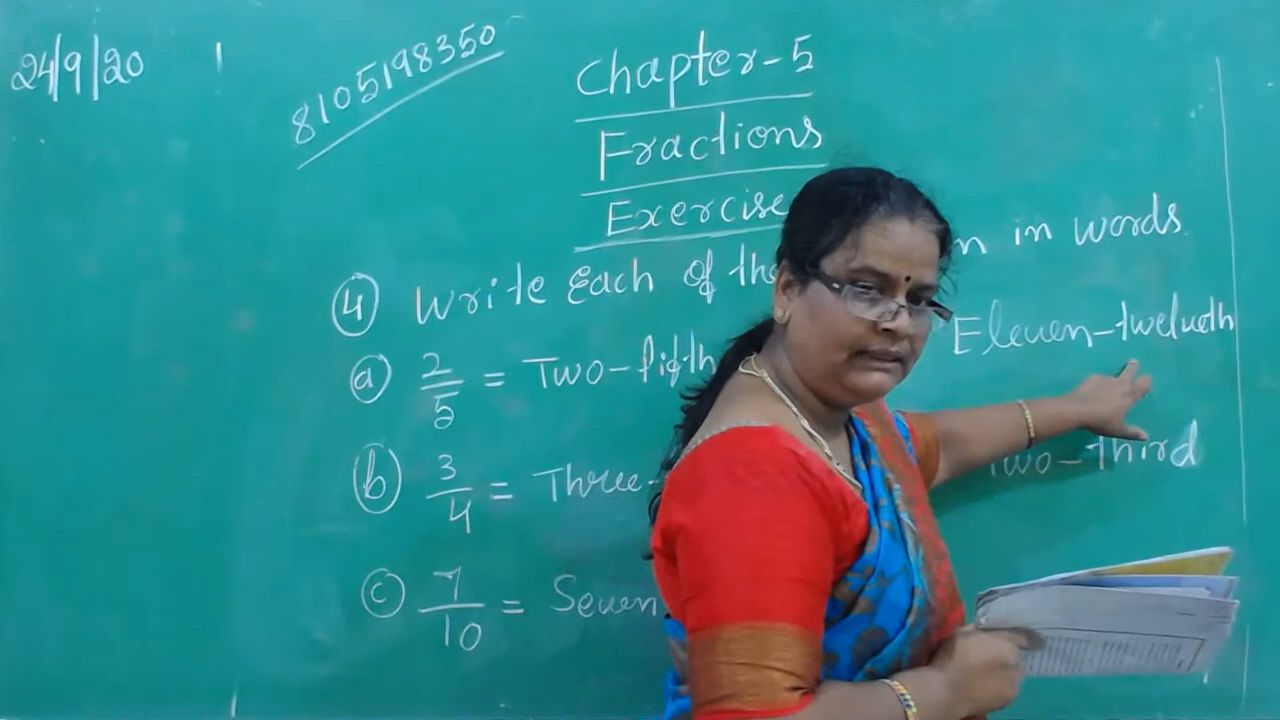 24/9/20
8105198350
Chapter-5
Fractions
Exercise
4 Write Each of the n in words.
a 2/5 = Two-fifth
Eleven-twelveth
b 3/4 = Three-
Two-third
c 7/10 = Seven